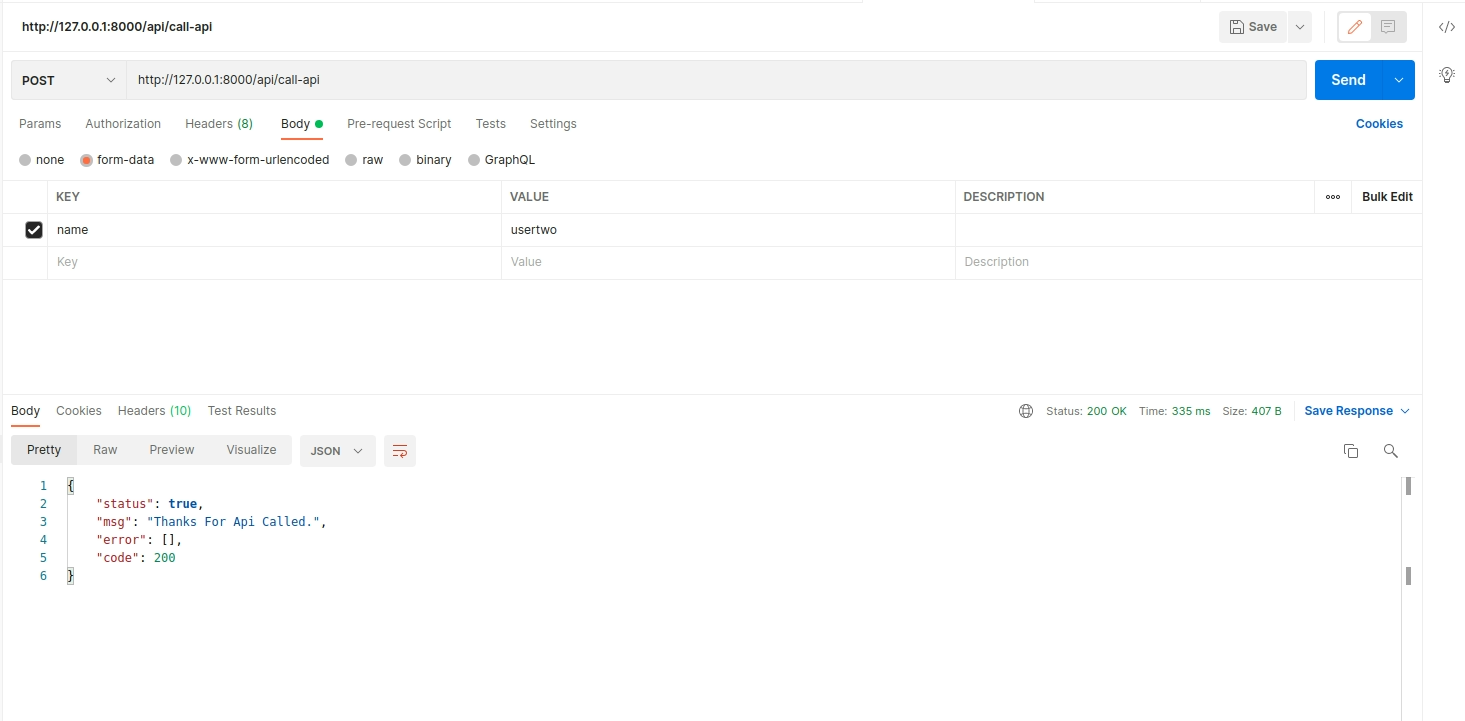 http://127.0.0.1:8000/api/call-api
Save
POST
http://127.0.0.1:8000/api/call-api
Send
Params Authorization Headers (8) Body Pre-request Script Tests Settings Cookies
none form-data x-www-form-urlencoded raw binary GraphQL
KEY VALUE DESCRIPTION Bulk Edit
name usertwo
Key Value Description
Body Cookies Headers (10) Test Results Status: 200 OK Time: 335 ms Size: 407 B Save Response
Pretty Raw Preview Visualize JSON
1 {
2 "status": true,
3 "msg": "Thanks For Api Called.",
4 "error": [],
5 "code": 200
6 }